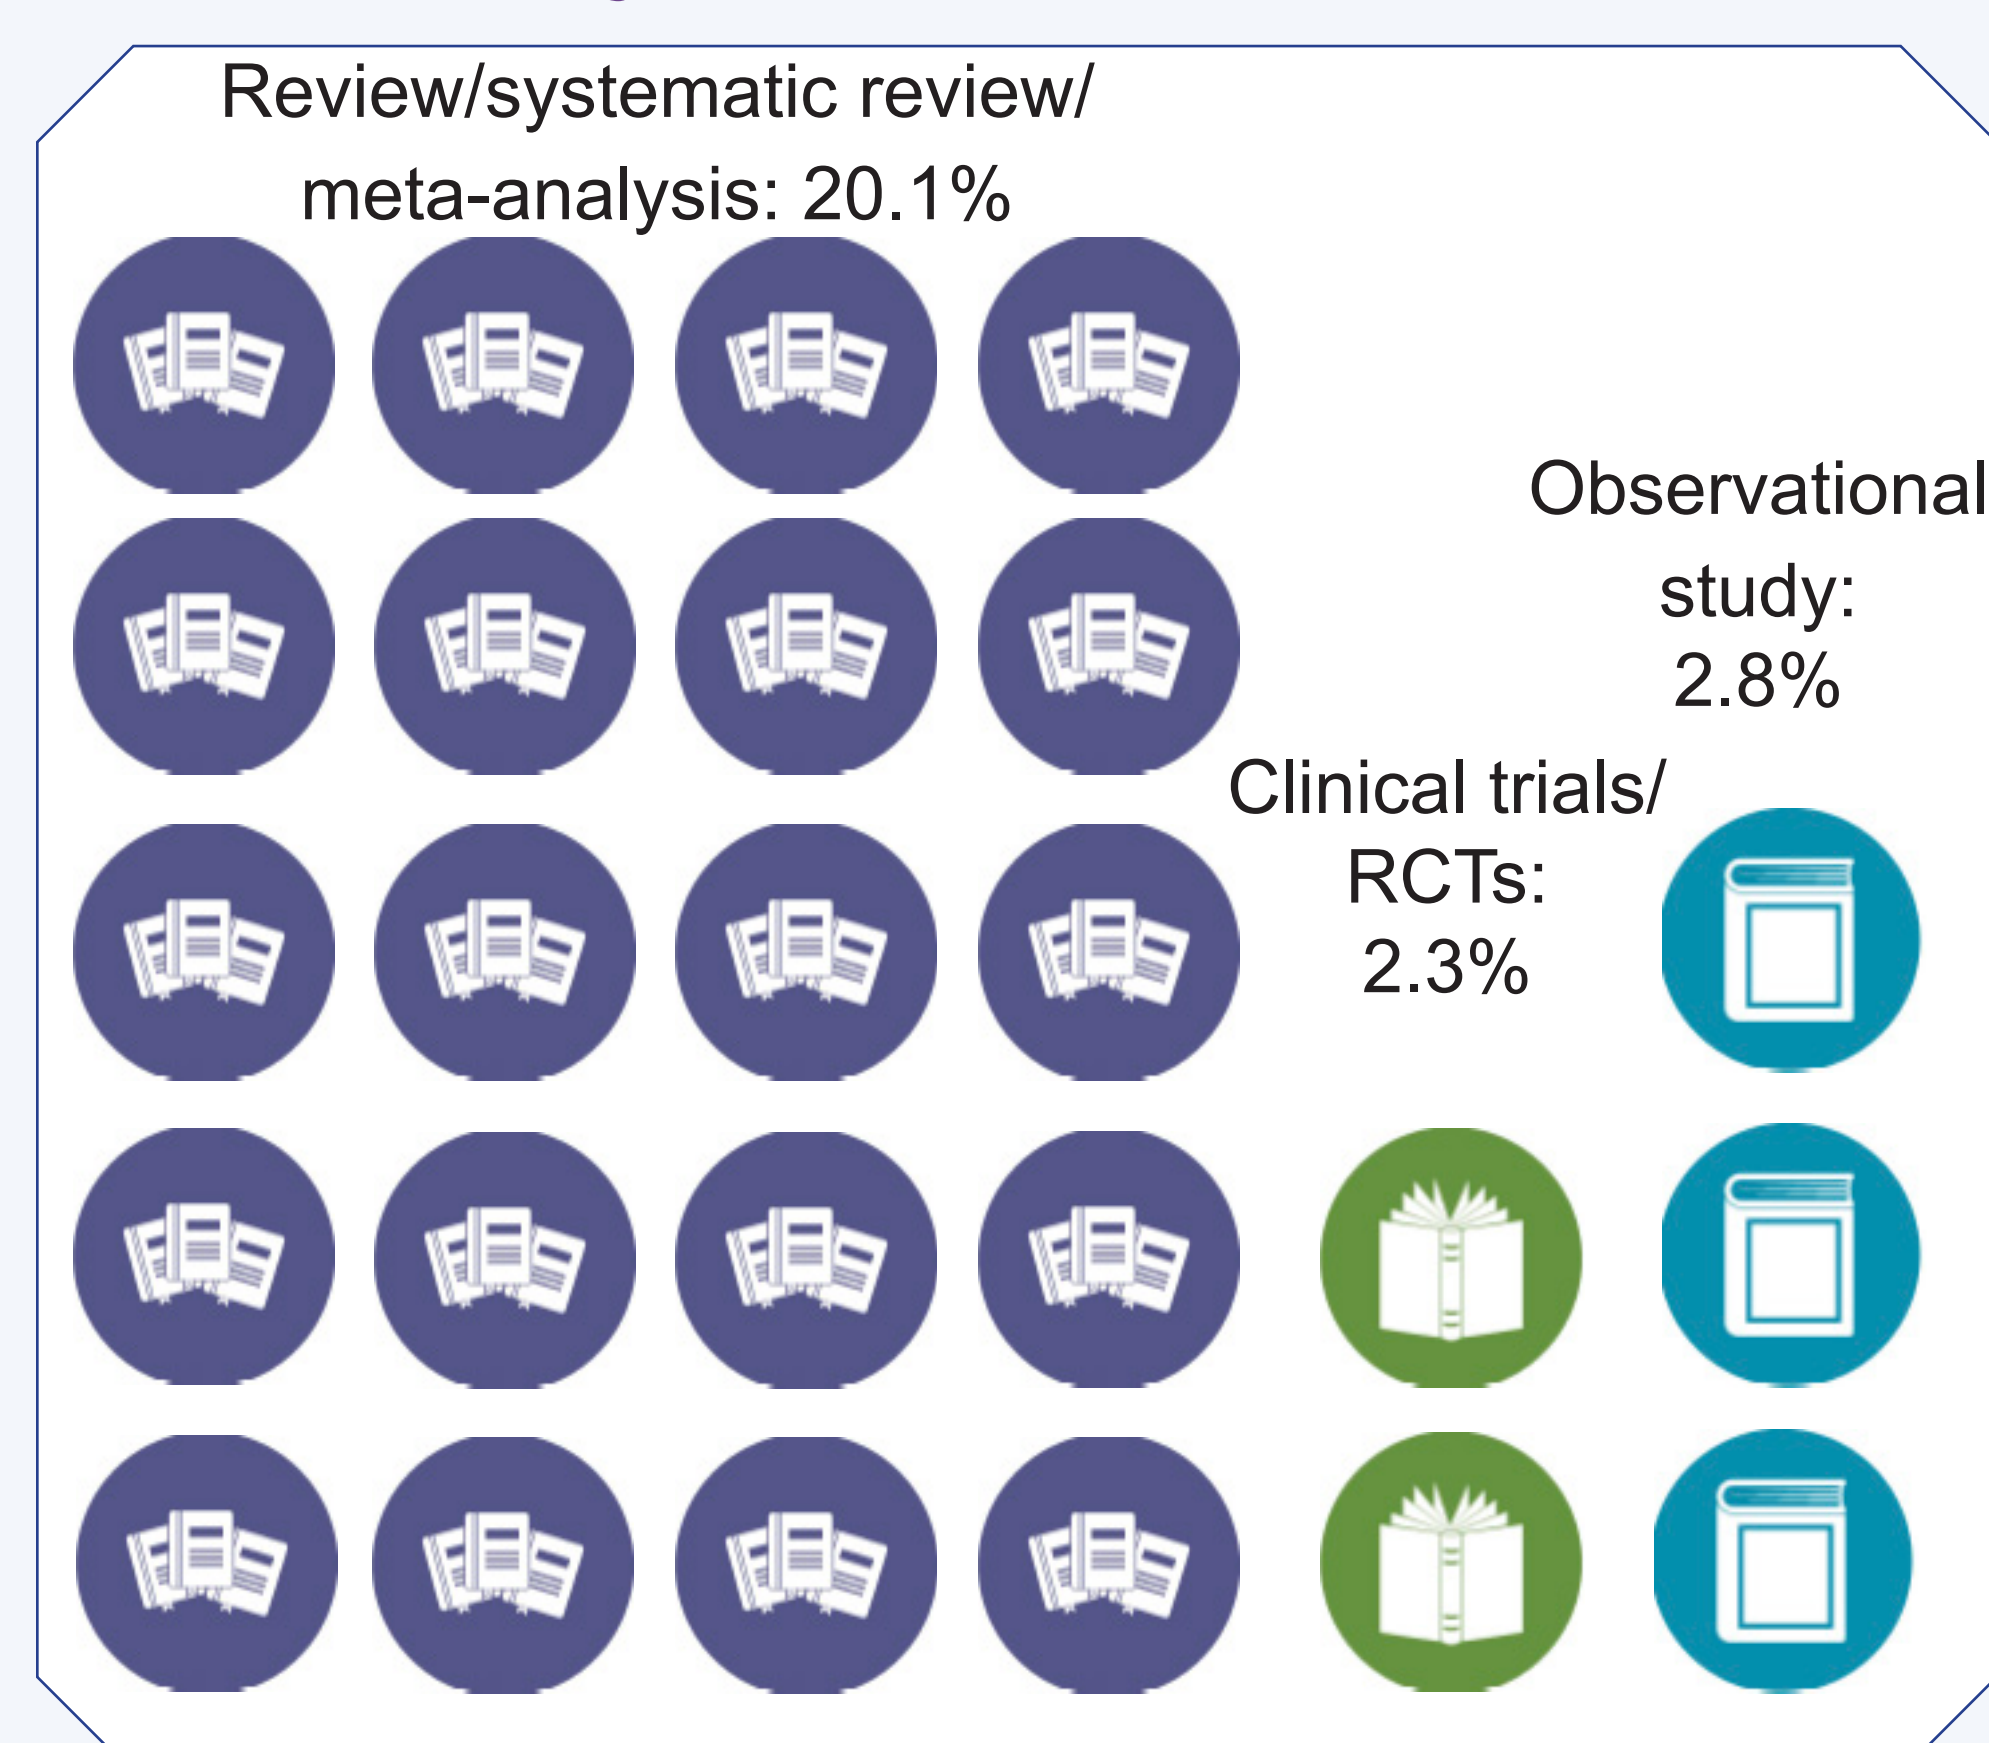 Review/systematic review/
meta-analysis: 20.1%
Observational
study:
2.8%
Clinical trials/
RCTs:
2.3%